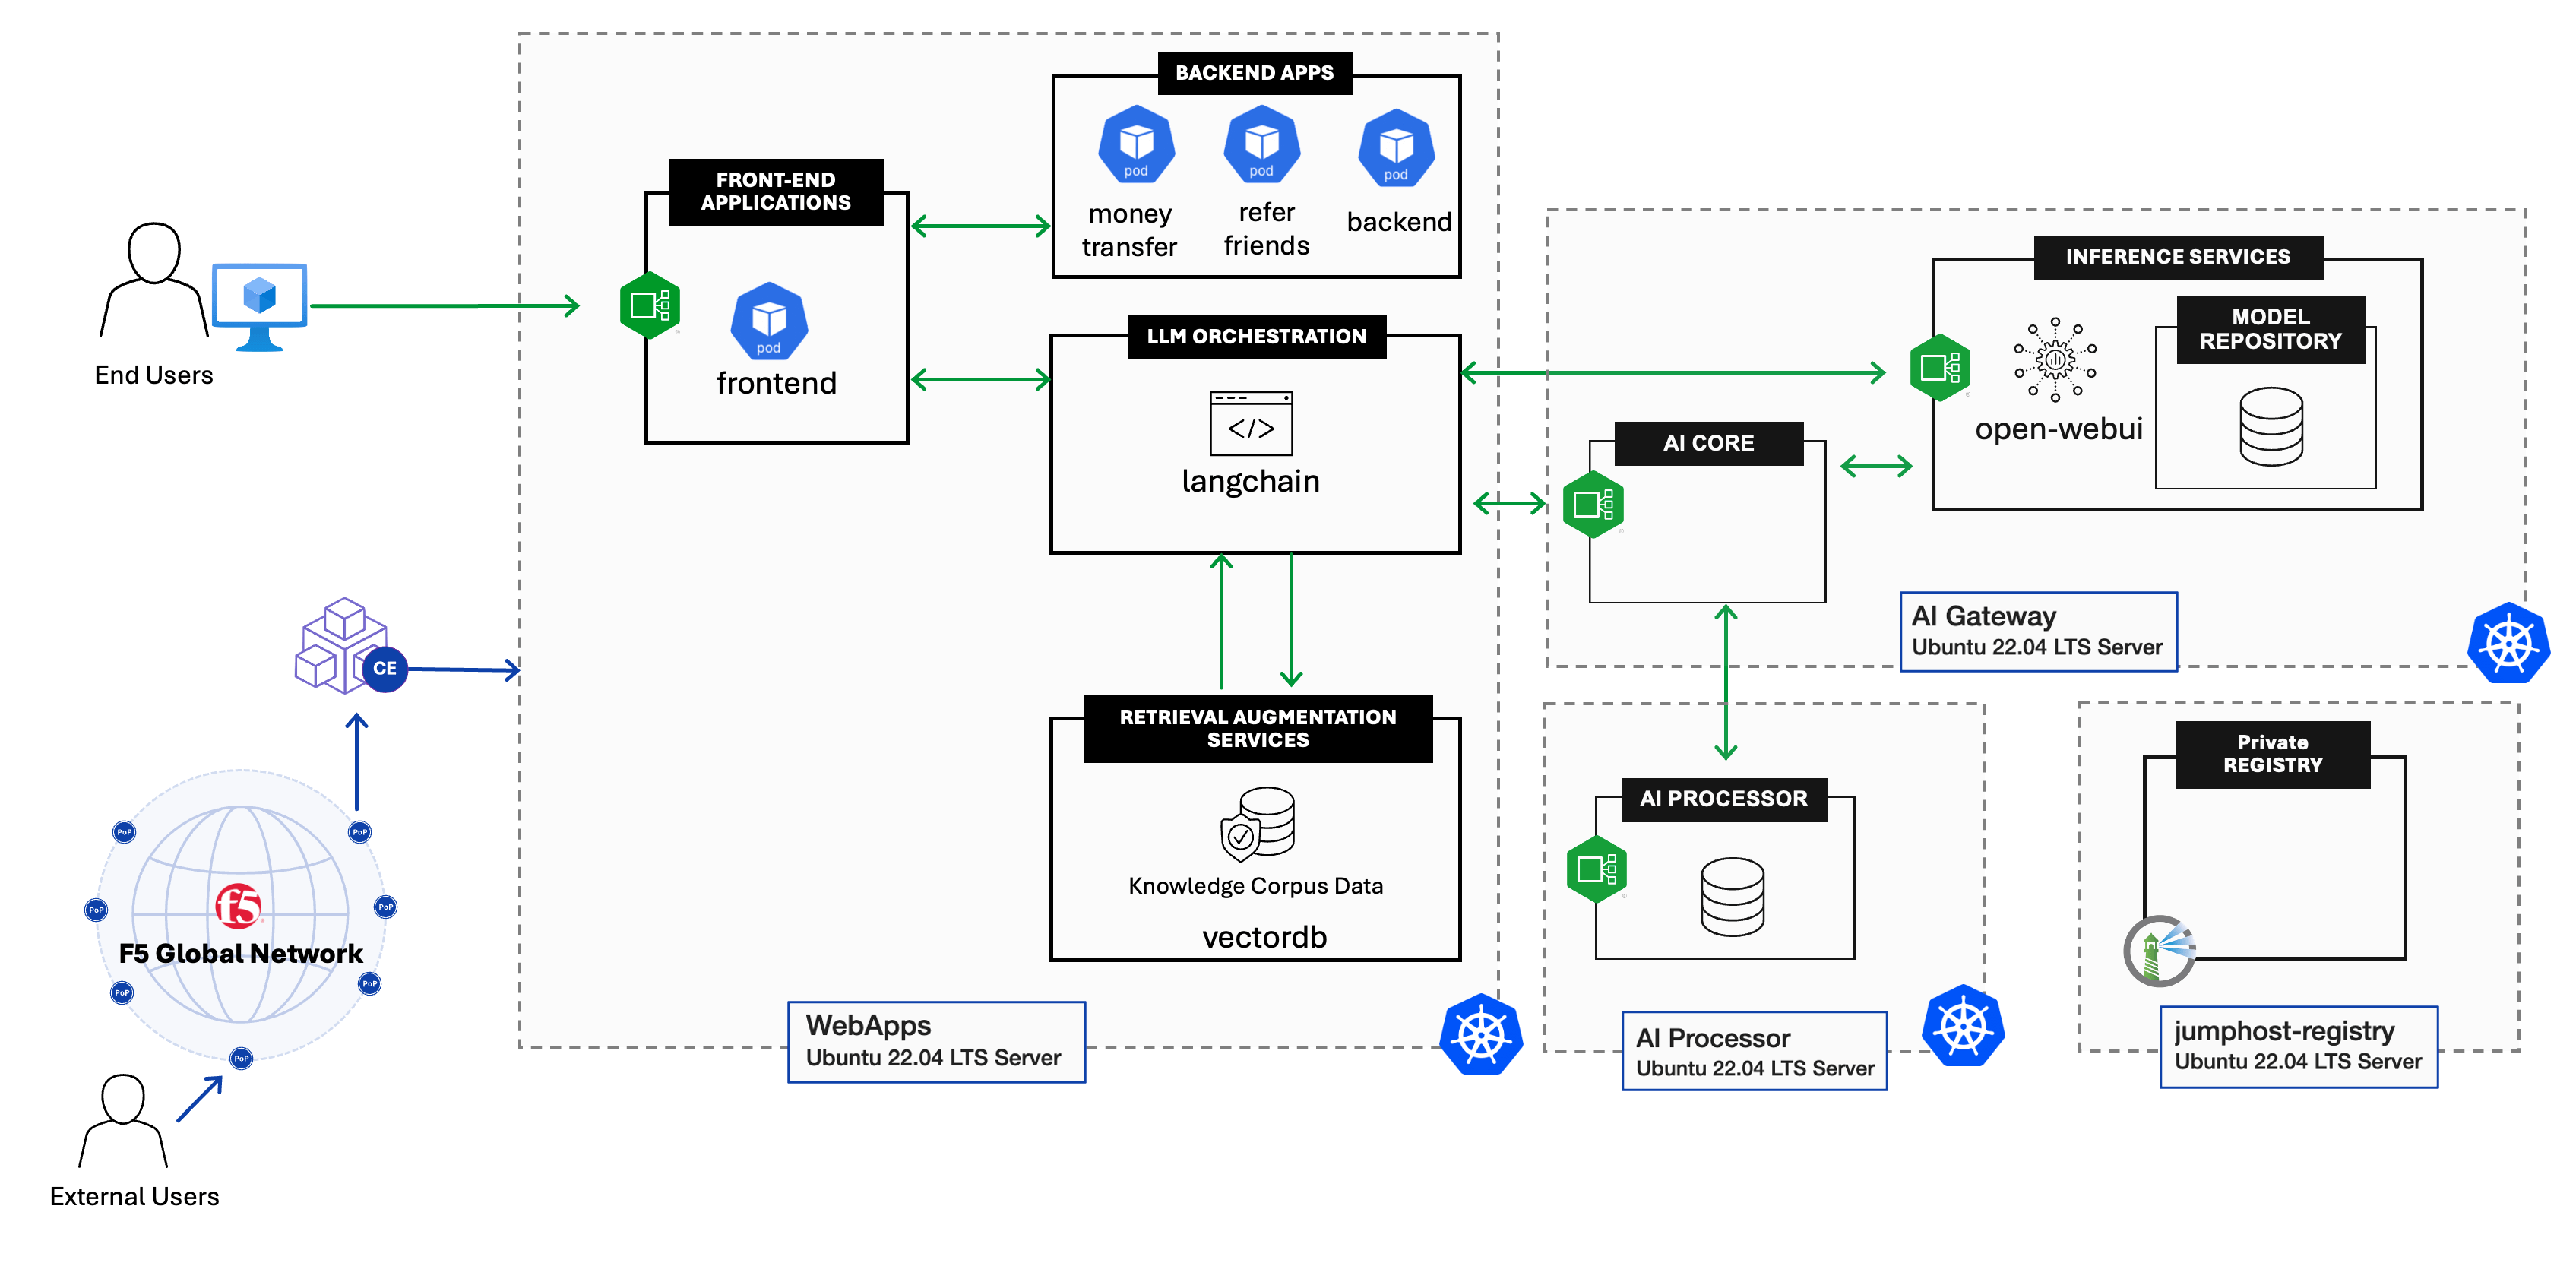 BACKEND APPS
pod
pod
pod
money
transfer
refer
friends
backend
FRONT-END
APPLICATIONS
pod
frontend
End Users
LLM ORCHESTRATION
</>
langchain
INFERENCE SERVICES
MODEL
REPOSITORY
open-webui
AI CORE
AI Gateway
Ubuntu 22.04 LTS Server
CE
RETRIEVAL AUGMENTATION
SERVICES
Knowledge Corpus Data
vectordb
AI PROCESSOR
Private
REGISTRY
PoP
PoP
PoP
PoP
f5
F5 Global Network
PoP
PoP
PoP
WebApps
Ubuntu 22.04 LTS Server
AI Processor
Ubuntu 22.04 LTS Server
jumphost-registry
Ubuntu 22.04 LTS Server
External Users